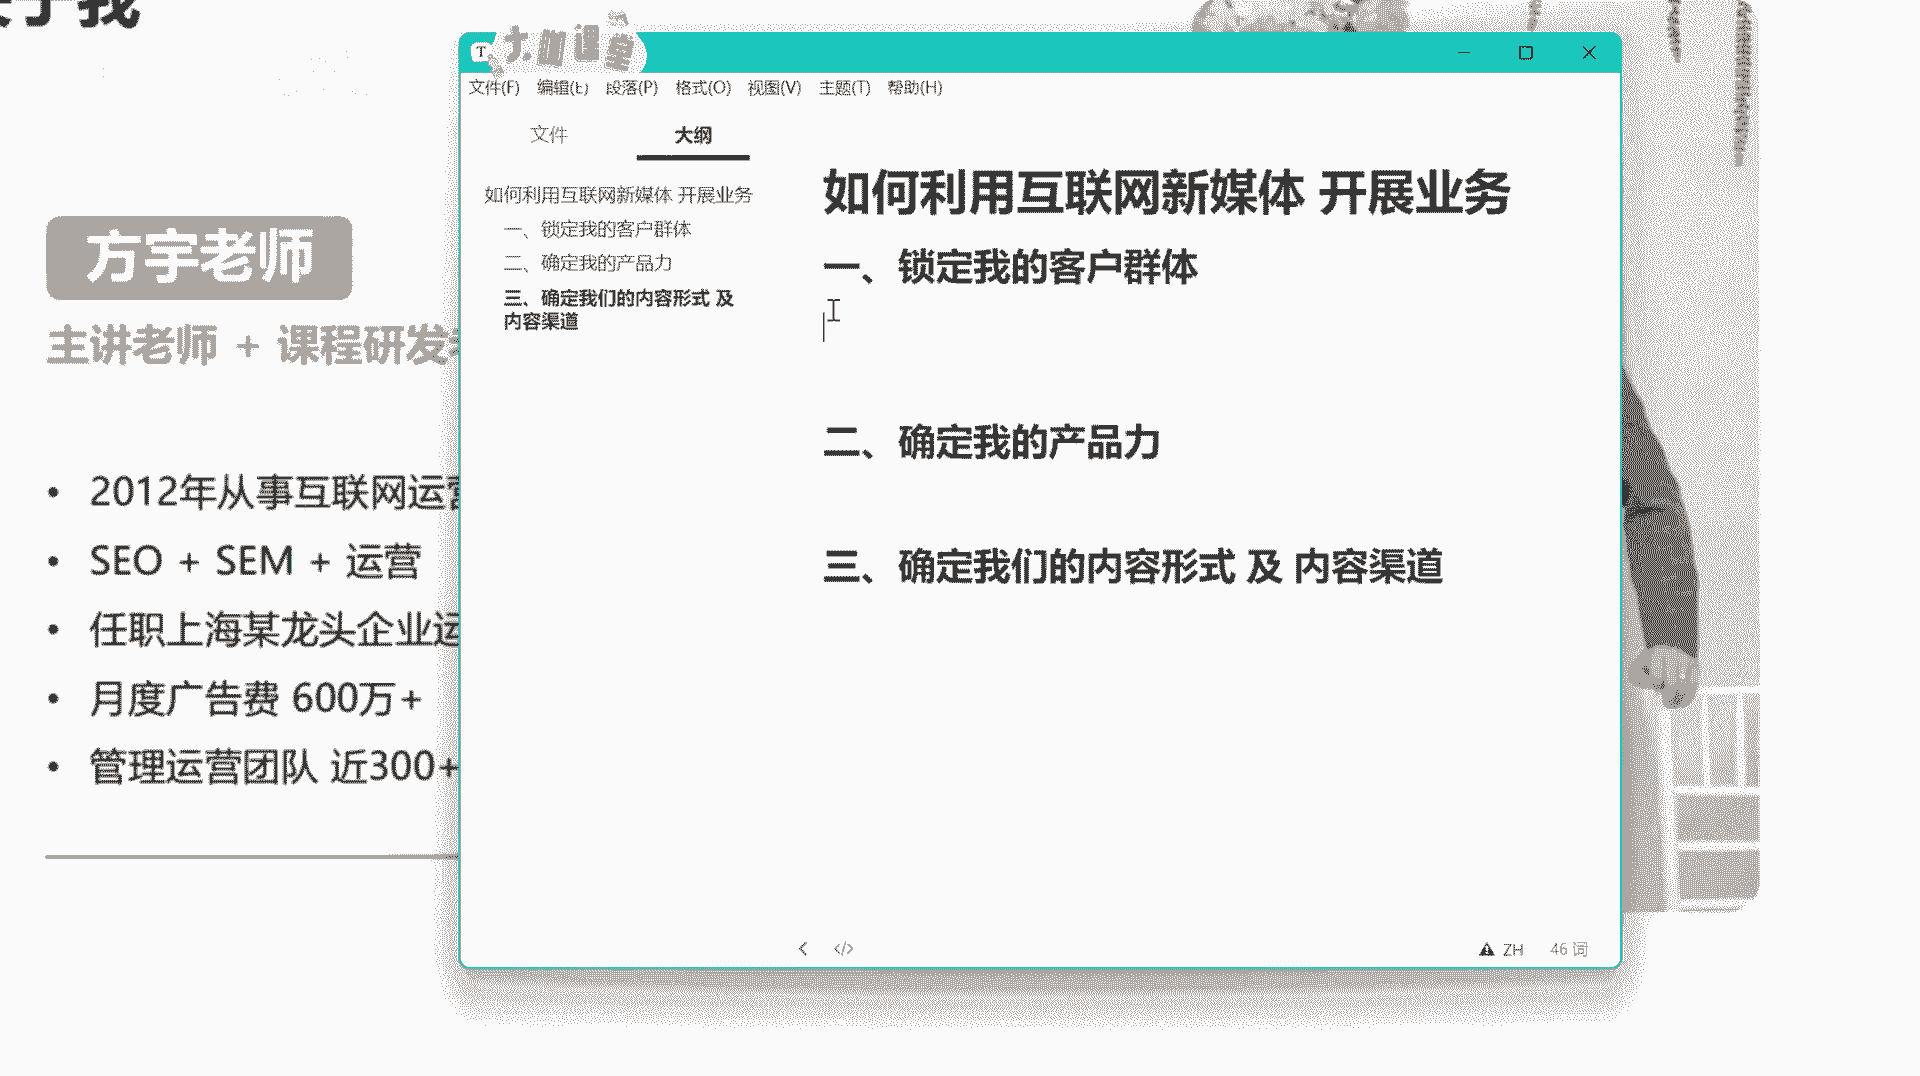 于我
方宇老师
主讲老师 + 课程研发
2012年从事互联网运营
SEO + SEM + 运营
任职上海某龙头企业运
月度广告费 600万+
管理运营团队 近300+
大咖课堂
T
文件(F) 编辑(E) 段落(P) 格式(O) 视图(V) 主题(T) 帮助(H)
文件 大纲
如何利用互联网新媒体 开展业务
一、锁定我的客户群体
二、确定我的产品力
三、确定我们的内容形式 及
内容渠道
如何利用互联网新媒体 开展业务
一、锁定我的客户群体
二、确定我的产品力
三、确定我们的内容形式 及 内容渠道
ZH 46 词